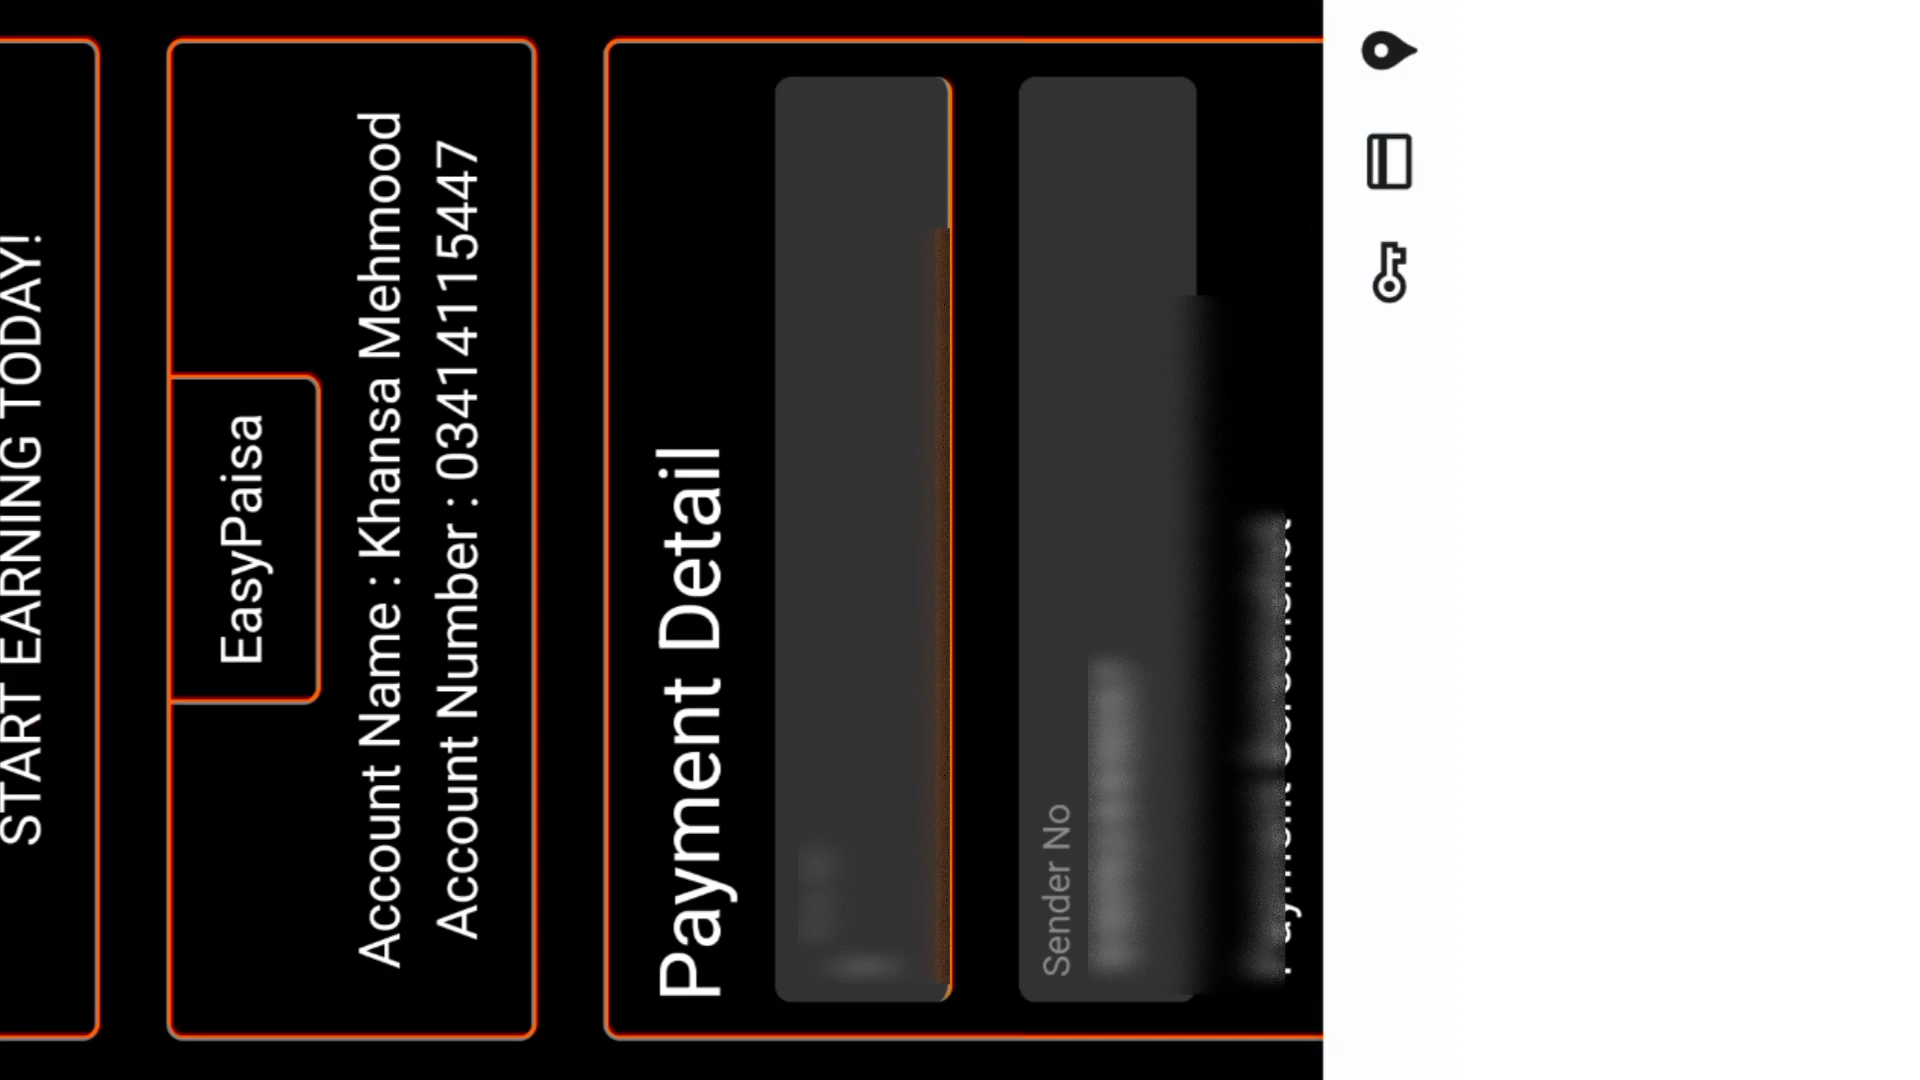 START EARNING TODAY!
EasyPaisa
Account Name : Khansa Mehmood
Account Number : 03414115447
Payment Detail
Sender No